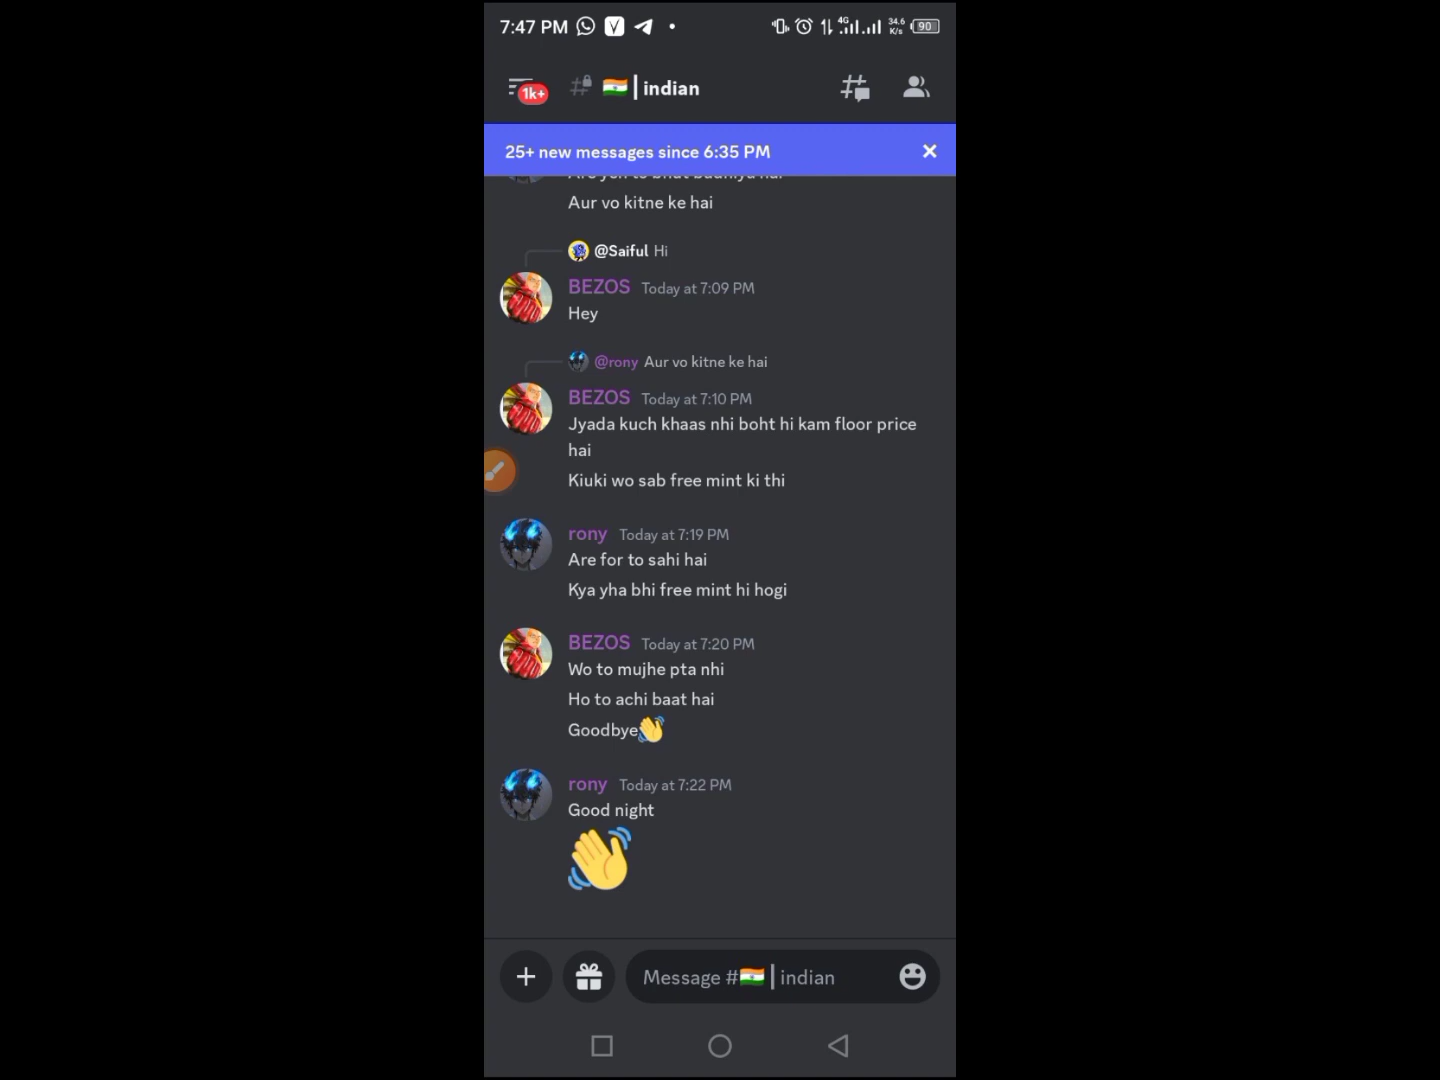 7:47 PM
4G
34.6
K/s
90
1k+
# 🇮🇳 | indian
25+ new messages since 6:35 PM
Aur vo kitne ke hai
@Saiful Hi
BEZOS Today at 7:09 PM
Hey
@rony Aur vo kitne ke hai
BEZOS Today at 7:10 PM
Jyada kuch khaas nhi boht hi kam floor price
hai
Kiuki wo sab free mint ki thi
rony Today at 7:19 PM
Are for to sahi hai
Kya yha bhi free mint hi hogi
BEZOS Today at 7:20 PM
Wo to mujhe pta nhi
Ho to achi baat hai
Goodbye👋
rony Today at 7:22 PM
Good night
👋
Message #🇮🇳 | indian